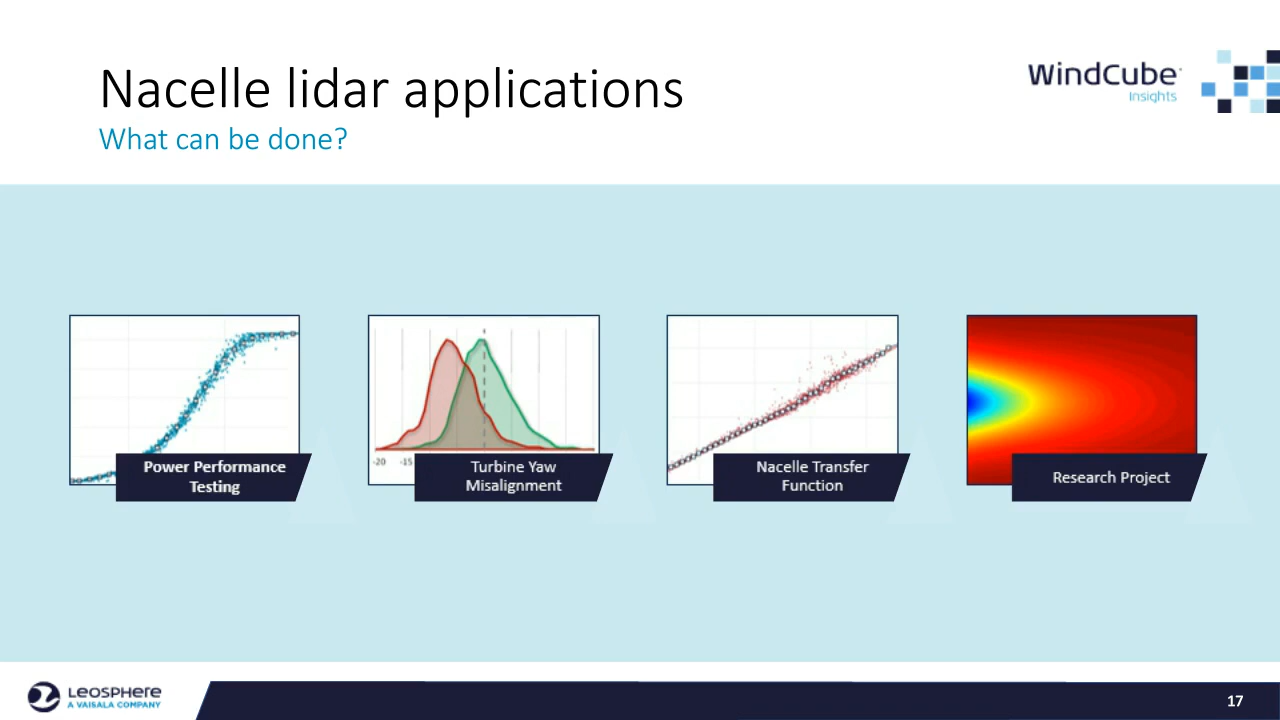 Nacelle lidar applications
What can be done?
WindCube
Insights
-20 -15
Power Performance
Testing
Turbine Yaw
Misalignment
Nacelle Transfer
Function
Research Project
LEOSPHERE
A VAISALA COMPANY
17